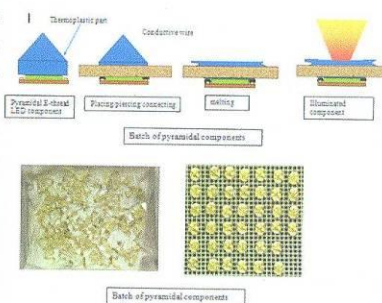 I
Thermoplastic part
Conductive wire
Pyramidal E-thread
LED component
Placing piercing connecting
melting
Illuminated
component
Batch of pyramidal components
Batch of pyramidal components